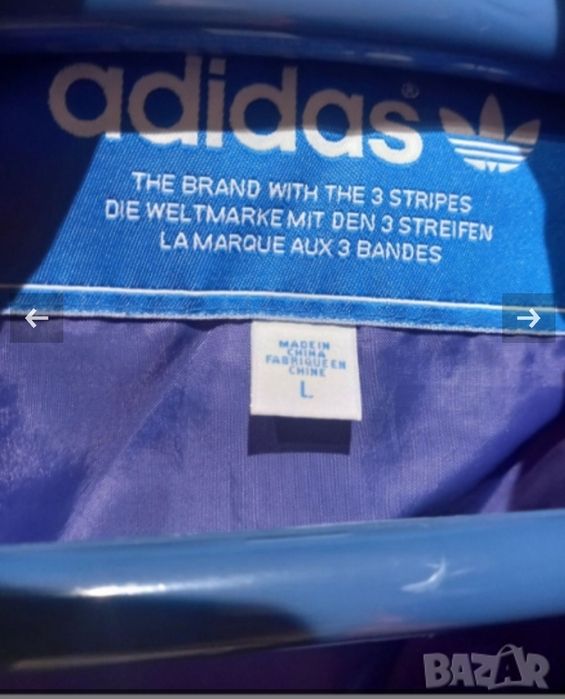 adidas®
THE BRAND WITH THE 3 STRIPES
DIE WELTMARKE MIT DEN 3 STREIFEN
LA MARQUE AUX 3 BANDES
MADE IN
CHINA
FABRIQUE EN
CHINE
L
BAZAR